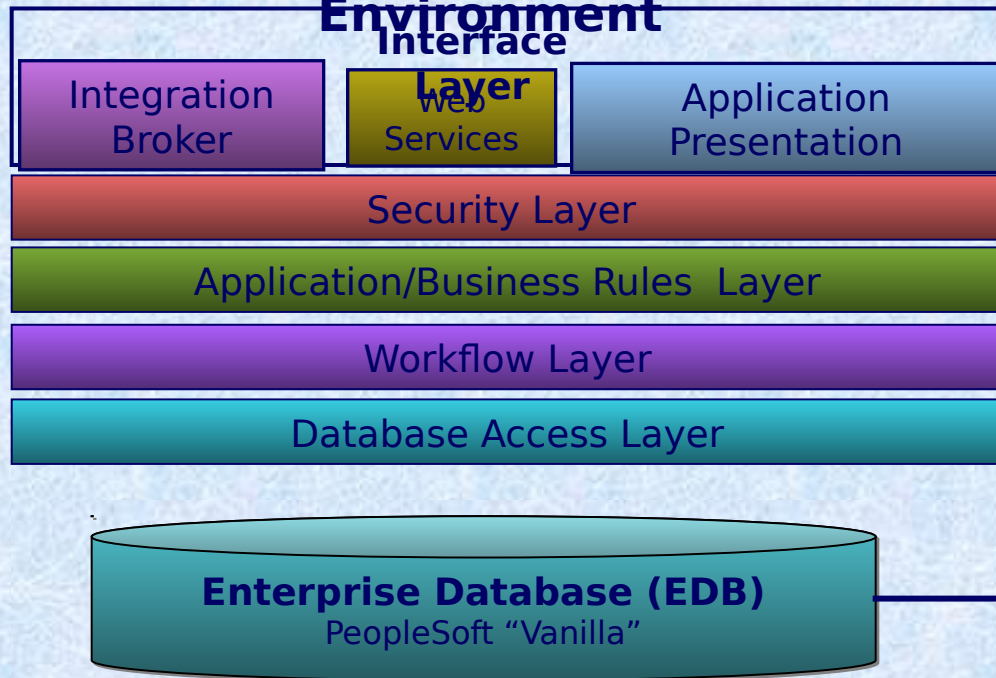 Environment
Interface
Layer
Integration
Broker
Web
Services
Application
Presentation
Security Layer
Application/Business Rules  Layer
Workflow Layer
Database Access Layer
Enterprise Database (EDB)
PeopleSoft “Vanilla”